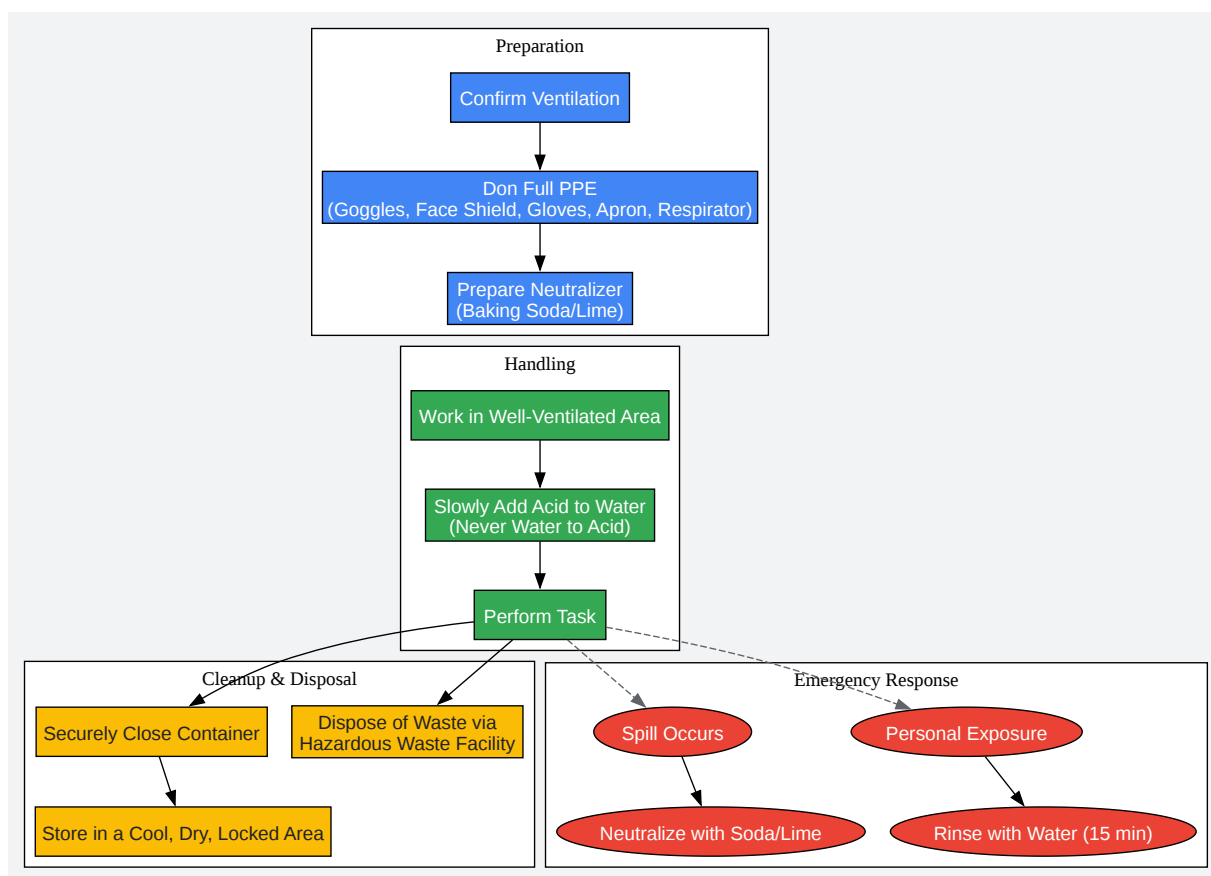 Preparation
Confirm Ventilation
Don Full PPE
(Goggles, Face Shield, Gloves, Apron, Respirator)
Prepare Neutralizer
(Baking Soda/Lime)
Handling
Work in Well-Ventilated Area
Slowly Add Acid to Water
(Never Water to Acid)
Perform Task
Cleanup & Disposal
Securely Close Container
Dispose of Waste via
Hazardous Waste Facility
Store in a Cool, Dry, Locked Area
Emergency Response
Spill Occurs
Personal Exposure
Neutralize with Soda/Lime
Rinse with Water (15 min)